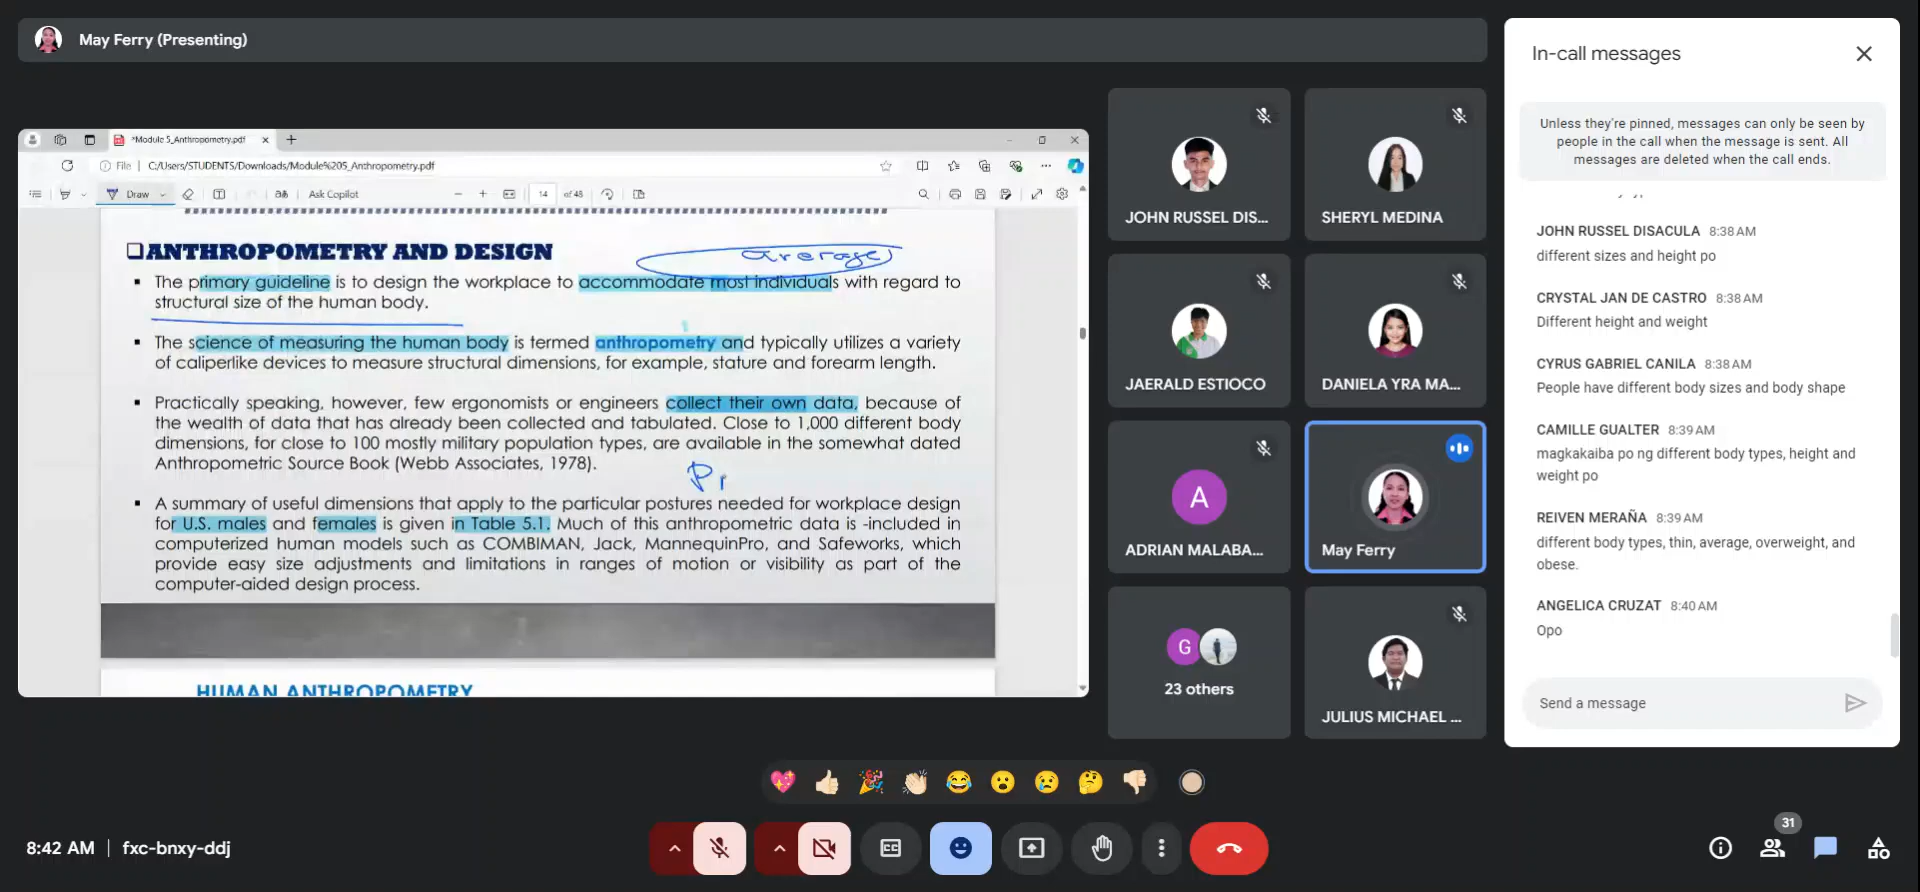 May Ferry (Presenting)
*Module 5_Anthropometry.pdf
File
C:/Users/STUDENTS/Downloads/Module%205_Anthropometry.pdf
Draw
Ask Copilot
14
of 48
❑ANTHROPOMETRY AND DESIGN
average
▪ The primary guideline is to design the workplace to accommodate most individuals with regard to
structural size of the human body.
▪ The science of measuring the human body is termed anthropometry and typically utilizes a variety
of caliperlike devices to measure structural dimensions, for example, stature and forearm length.
▪ Practically speaking, however, few ergonomists or engineers collect their own data, because of
the wealth of data that has already been collected and tabulated. Close to 1,000 different body
dimensions, for close to 100 mostly military population types, are available in the somewhat dated
Anthropometric Source Book (Webb Associates, 1978).
Pr
▪ A summary of useful dimensions that apply to the particular postures needed for workplace design
for U.S. males and females is given in Table 5.1. Much of this anthropometric data is -included in
computerized human models such as COMBIMAN, Jack, MannequinPro, and Safeworks, which
provide easy size adjustments and limitations in ranges of motion or visibility as part of the
computer-aided design process.
HUMAN ANTHROPOMETRY
JOHN RUSSEL DIS...
SHERYL MEDINA
JAERALD ESTIOCO
DANIELA YRA MA...
A
ADRIAN MALABA...
May Ferry
G
23 others
JULIUS MICHAEL ...
In-call messages
Unless they're pinned, messages can only be seen by
people in the call when the message is sent. All
messages are deleted when the call ends.
JOHN RUSSEL DISACULA 8:38 AM
different sizes and height po
CRYSTAL JAN DE CASTRO 8:38 AM
Different height and weight
CYRUS GABRIEL CANILA 8:38 AM
People have different body sizes and body shape
CAMILLE GUALTER 8:39 AM
magkakaiba po ng different body types, height and
weight po
REIVEN MERAÑA 8:39 AM
different body types, thin, average, overweight, and
obese.
ANGELICA CRUZAT 8:40 AM
Opo
Send a message
8:42 AM | fxc-bnxy-ddj
31